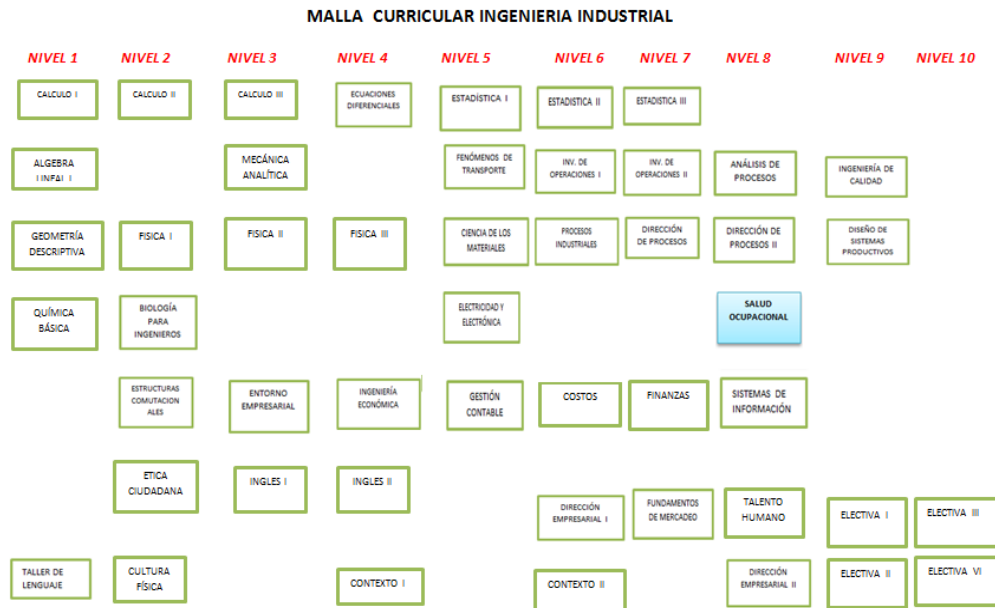 MALLA CURRICULAR INGENIERIA INDUSTRIAL
NIVEL 1
NIVEL 2
NIVEL 3
NIVEL 4
NIVEL 5
NIVEL 6
NIVEL 7
NVEL 8
NIVEL 9
NIVEL 10
CALCULO I
CALCULO II
CALCULO III
ECUACIONES
DIFERENCIALES
ESTADÍSTICA I
ESTADISTICA II
ESTADISTICA III
ALGEBRA
LINEAL I
MECÁNICA
ANALÍTICA
FENÓMENOS DE
TRANSPORTE
INV. DE
OPERACIONES I
INV. DE
OPERACIONES II
ANÁLISIS DE
PROCESOS
INGENIERÍA DE
CALIDAD
GEOMETRÍA
DESCRIPTIVA
FISICA I
FISICA II
FISICA III
CIENCIA DE LOS
MATERIALES
PROCESOS
INDUSTRIALES
DIRECCIÓN
DE PROCESOS
DIRECCIÓN DE
PROCESOS II
DISEÑO DE
SISTEMAS
PRODUCTIVOS
QUÍMICA
BÁSICA
BIOLOGÍA
PARA
INGENIEROS
ELECTRICIDAD Y
ELECTRÓNICA
SALUD
OCUPACIONAL
ESTRUCTURAS
COMUTACION
ALES
ENTORNO
EMPRESARIAL
INGENIERÍA
ECONÓMICA
GESTIÓN
CONTABLE
COSTOS
FINANZAS
SISTEMAS DE
INFORMACIÓN
ETICA
CIUDADANA
INGLES I
INGLES II
DIRECCIÓN
EMPRESARIAL I
FUNDAMENTOS
DE MERCADEO
TALENTO
HUMANO
ELECTIVA I
ELECTIVA III
TALLER DE
LENGUAJE
CULTURA
FÍSICA
CONTEXTO I
CONTEXTO II
DIRECCIÓN
EMPRESARIAL II
ELECTIVA II
ELECTIVA VI